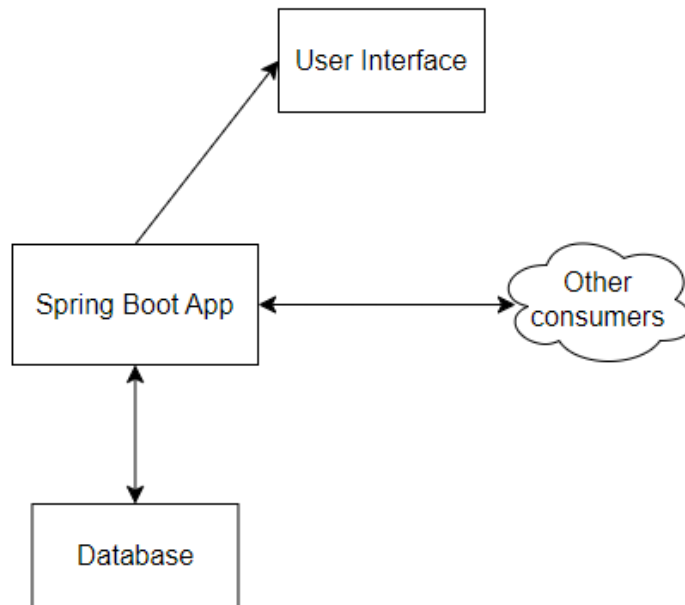 User Interface
Spring Boot App
Other
consumers
Database